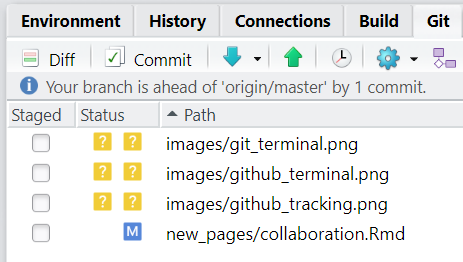 Environment History Connections Build Git
Diff Commit
Your branch is ahead of 'origin/master' by 1 commit.
Staged Status Path
? ? images/git_terminal.png
? ? images/github_terminal.png
? ? images/github_tracking.png
M new_pages/collaboration.Rmd